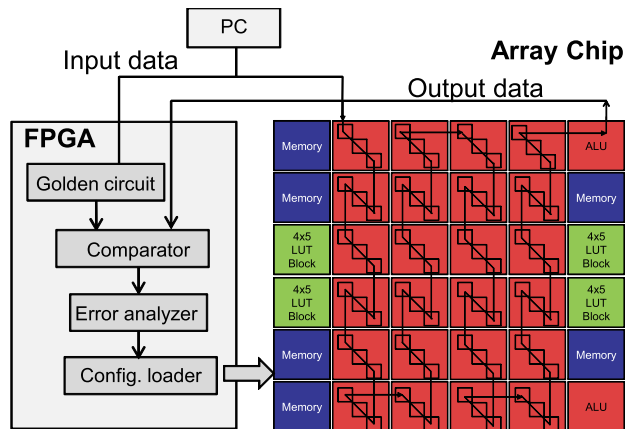 PC
Array Chip
Input data
Output data
FPGA
Golden circuit
Comparator
Error analyzer
Config. loader
Memory
ALU
Memory
Memory
4x5
LUT
Block
4x5
LUT
Block
4x5
LUT
Block
4x5
LUT
Block
Memory
Memory
Memory
ALU